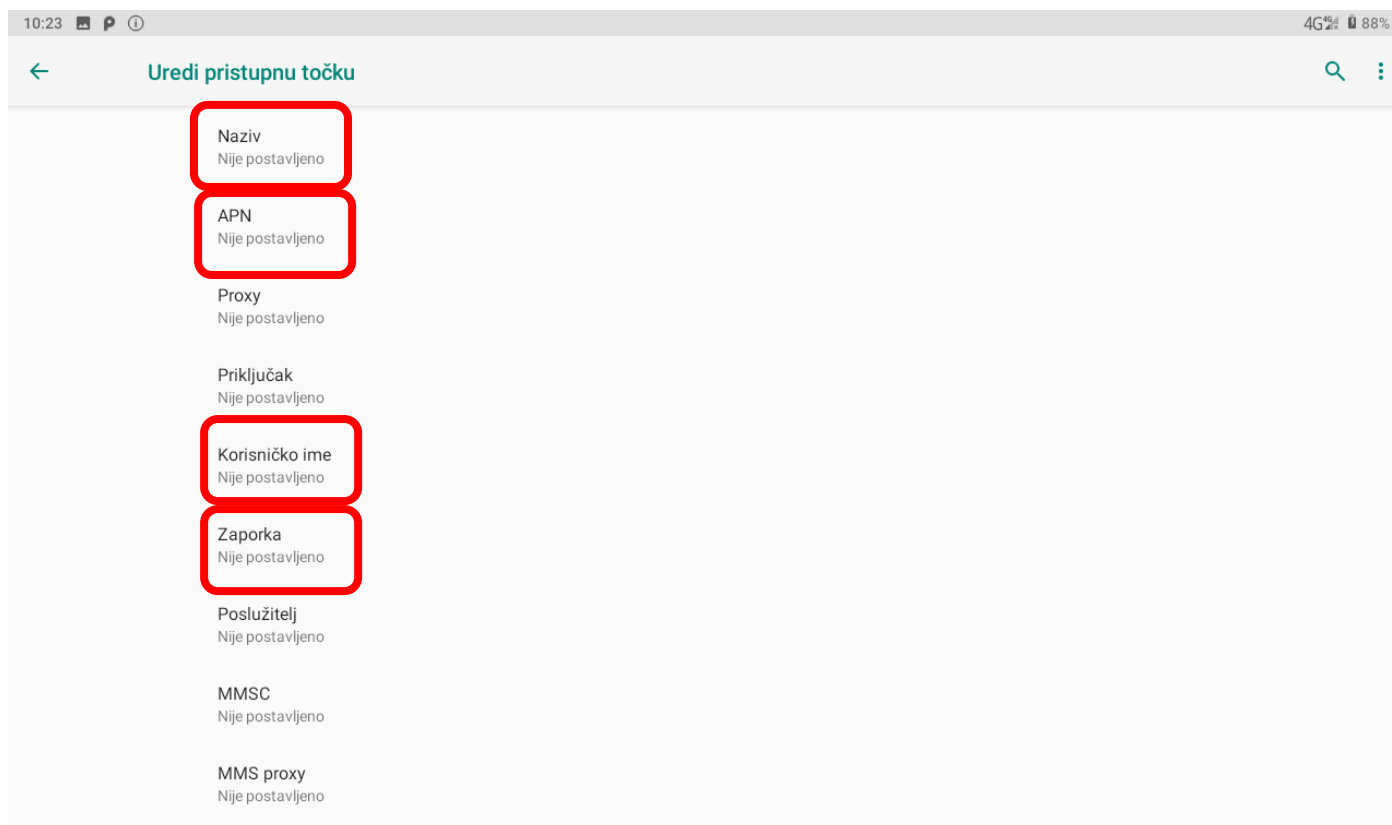 10:23 4G 4G 88%
Uredi pristupnu točku
Naziv
Nije postavljeno
APN
Nije postavljeno
Proxy
Nije postavljeno
Priključak
Nije postavljeno
Korisničko ime
Nije postavljeno
Zaporka
Nije postavljeno
Poslužitelj
Nije postavljeno
MMSC
Nije postavljeno
MMS proxy
Nije postavljeno